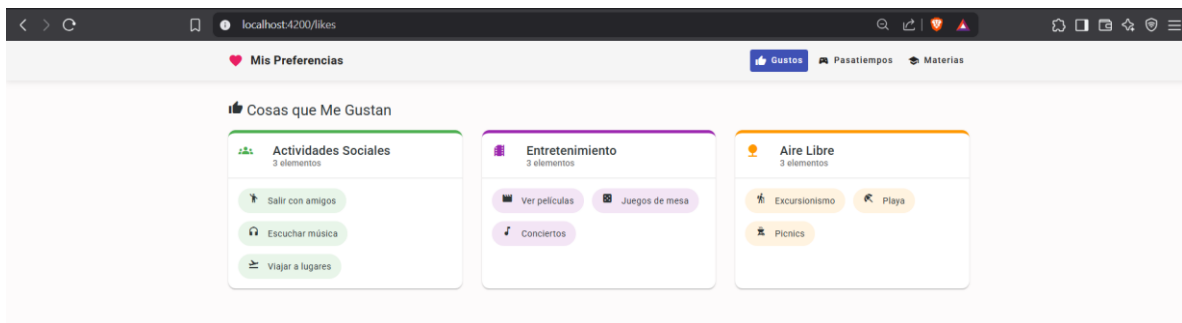 localhost:4200/likes
Mis Preferencias
Gustos Pasatiempos Materias
Cosas que Me Gustan
Actividades Sociales
3 elementos
Salir con amigos
Escuchar música
Viajar a lugares
Entretenimiento
3 elementos
Ver películas Juegos de mesa
Conciertos
Aire Libre
3 elementos
Excursionismo Playa
Picnics